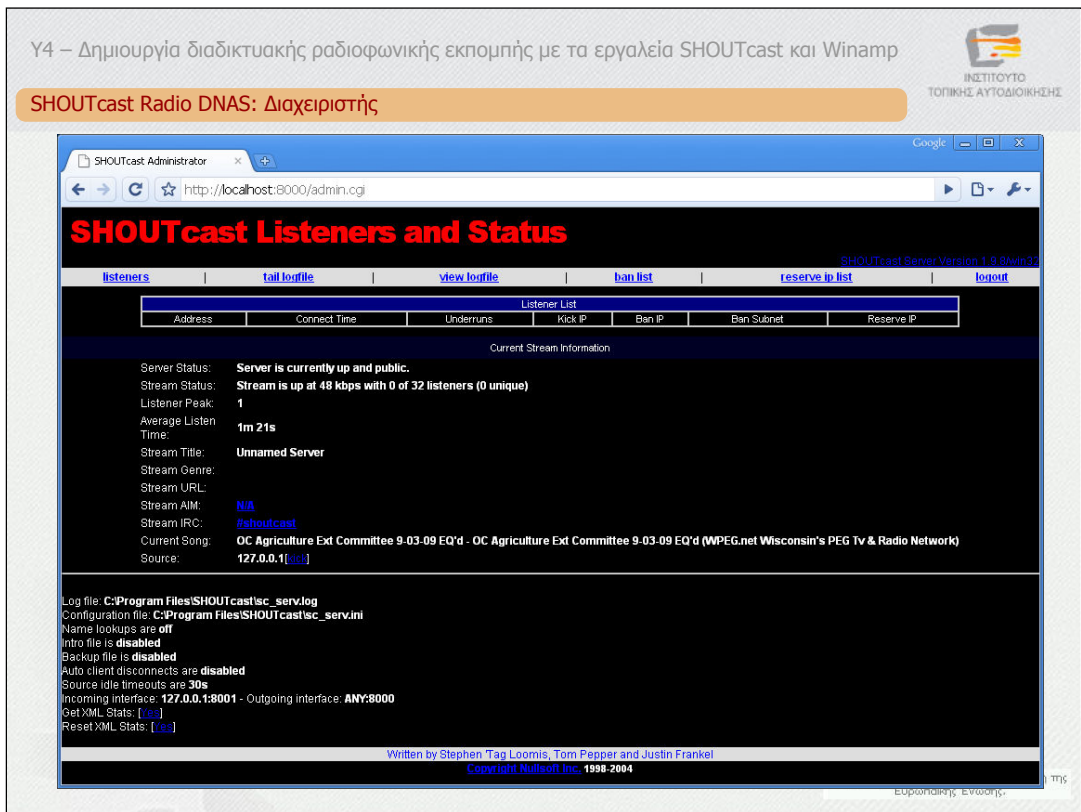 Υ4 – Δημιουργία διαδικτυακής ραδιοφωνικής εκπομπής με τα εργαλεία SHOUTcast και Winamp
ΙΝΣΤΙΤΟΥΤΟ
ΤΟΠΙΚΗΣ ΑΥΤΟΔΙΟΙΚΗΣΗΣ
SHOUTcast Radio DNAS: Διαχειριστής
Google
SHOUTcast Administrator
http://localhost:8000/admin.cgi
SHOUTcast Listeners and Status
SHOUTcast Server Version 1.9.8/win32
listeners | tail logfile | view logfile | ban list | reserve ip list | logout
Listener List
Address Connect Time Underruns Kick IP Ban IP Ban Subnet Reserve IP
Current Stream Information
Server Status: Server is currently up and public.
Stream Status: Stream is up at 48 kbps with 0 of 32 listeners (0 unique)
Listener Peak: 1
Average Listen Time: 1m 21s
Stream Title: Unnamed Server
Stream Genre:
Stream URL:
Stream AIM: N/A
Stream IRC: #shoutcast
Current Song: OC Agriculture Ext Committee 9-03-09 EQ'd - OC Agriculture Ext Committee 9-03-09 EQ'd (WPEG.net Wisconsin's PEG Tv & Radio Network)
Source: 127.0.0.1[kick]
Log file: C:\Program Files\SHOUTcast\sc_serv.log
Configuration file: C:\Program Files\SHOUTcast\sc_serv.ini
Name lookups are off
Intro file is disabled
Backup file is disabled
Auto client disconnects are disabled
Source idle timeouts are 30s
Incoming interface: 127.0.0.1:8001 - Outgoing interface: ANY:8000
Get XML Stats: [Yes]
Reset XML Stats: [Yes]
Written by Stephen 'Tag Loomis, Tom Pepper and Justin Frankel
Copyright Nullsoft Inc. 1998-2004
της
Ευρωπαϊκής Ένωσης.